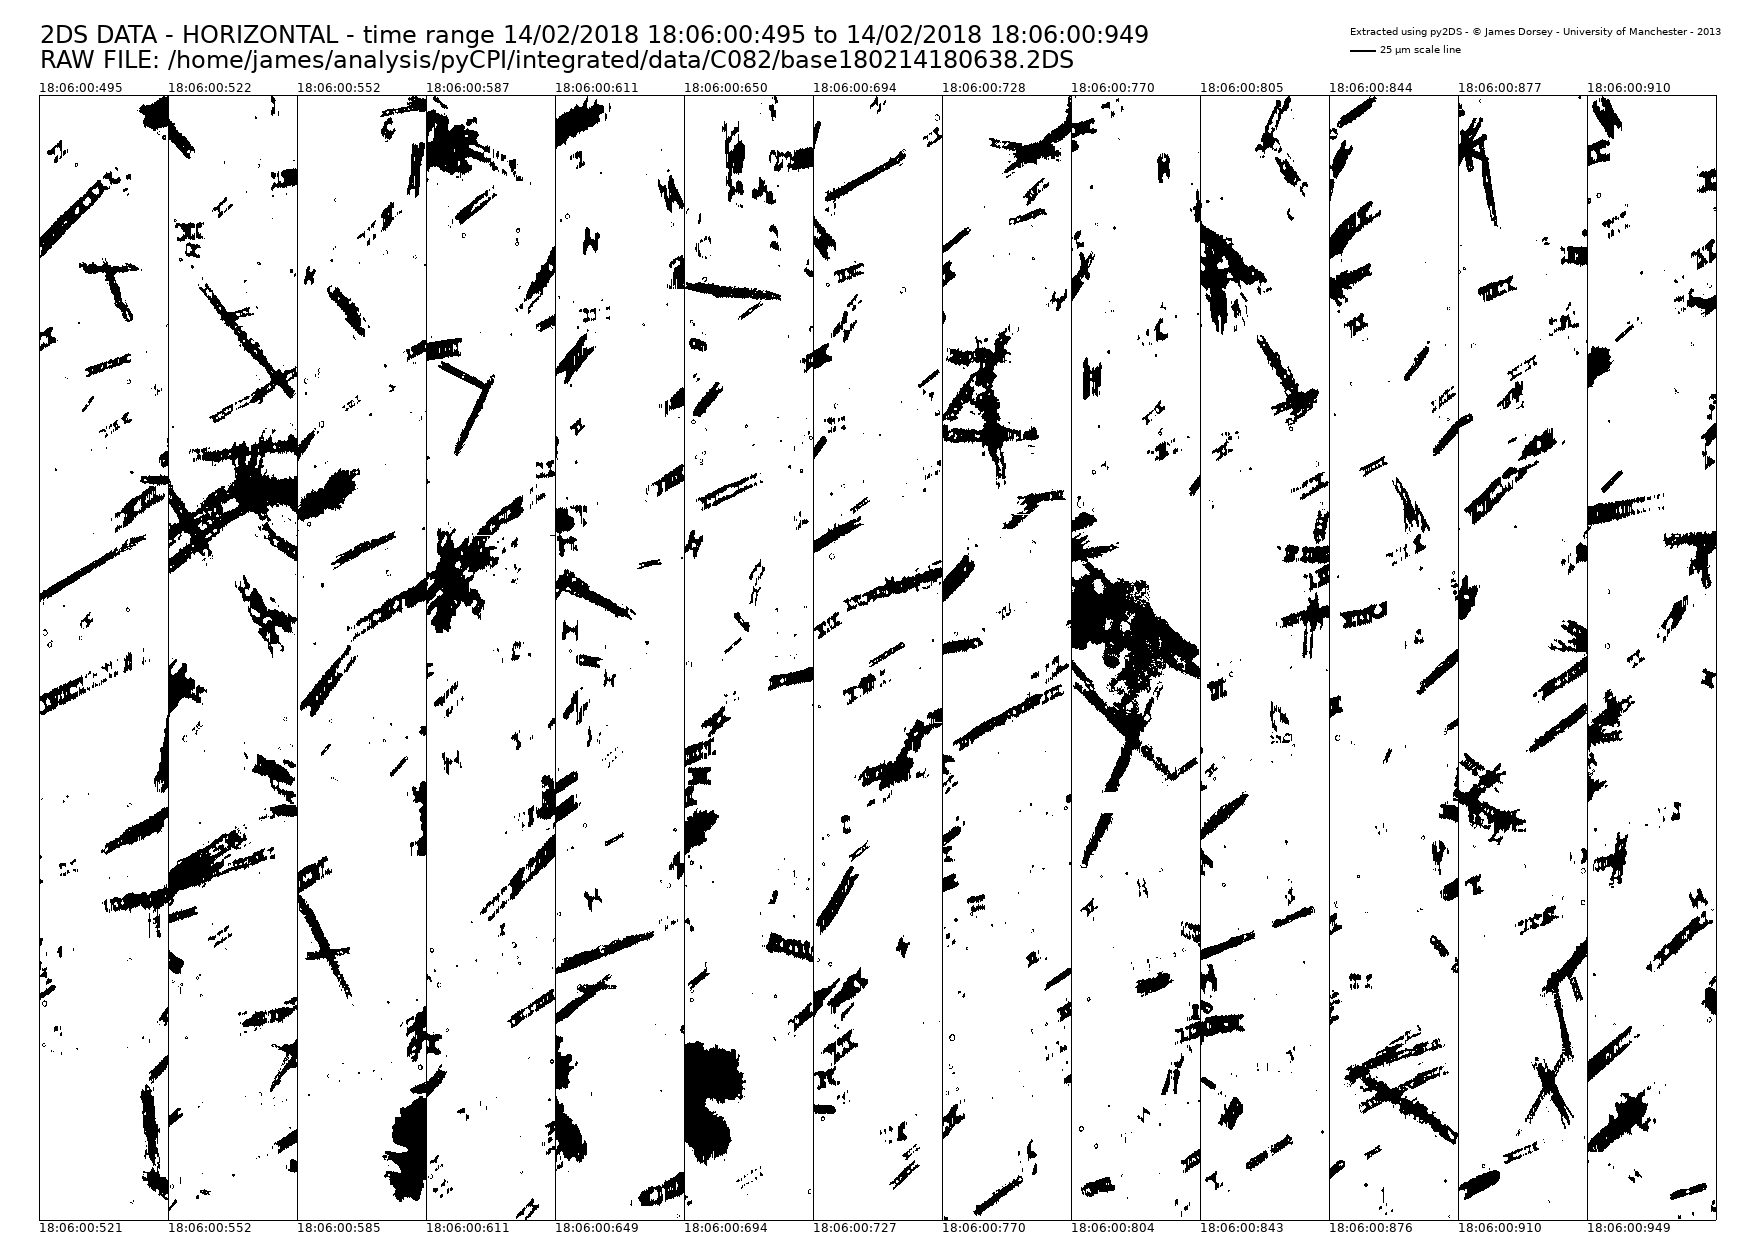 2DS DATA - HORIZONTAL - time range 14/02/2018 18:06:00:495 to 14/02/2018 18:06:00:949
RAW FILE: /home/james/analysis/pyCPI/integrated/data/C082/base180214180638.2DS
Extracted using py2DS - © James Dorsey - University of Manchester - 2013
25 µm scale line
18:06:00:495 18:06:00:522 18:06:00:552 18:06:00:587 18:06:00:611 18:06:00:650 18:06:00:694 18:06:00:728 18:06:00:770 18:06:00:805 18:06:00:844 18:06:00:877 18:06:00:910
18:06:00:521 18:06:00:552 18:06:00:585 18:06:00:611 18:06:00:649 18:06:00:694 18:06:00:727 18:06:00:770 18:06:00:804 18:06:00:843 18:06:00:876 18:06:00:910 18:06:00:949